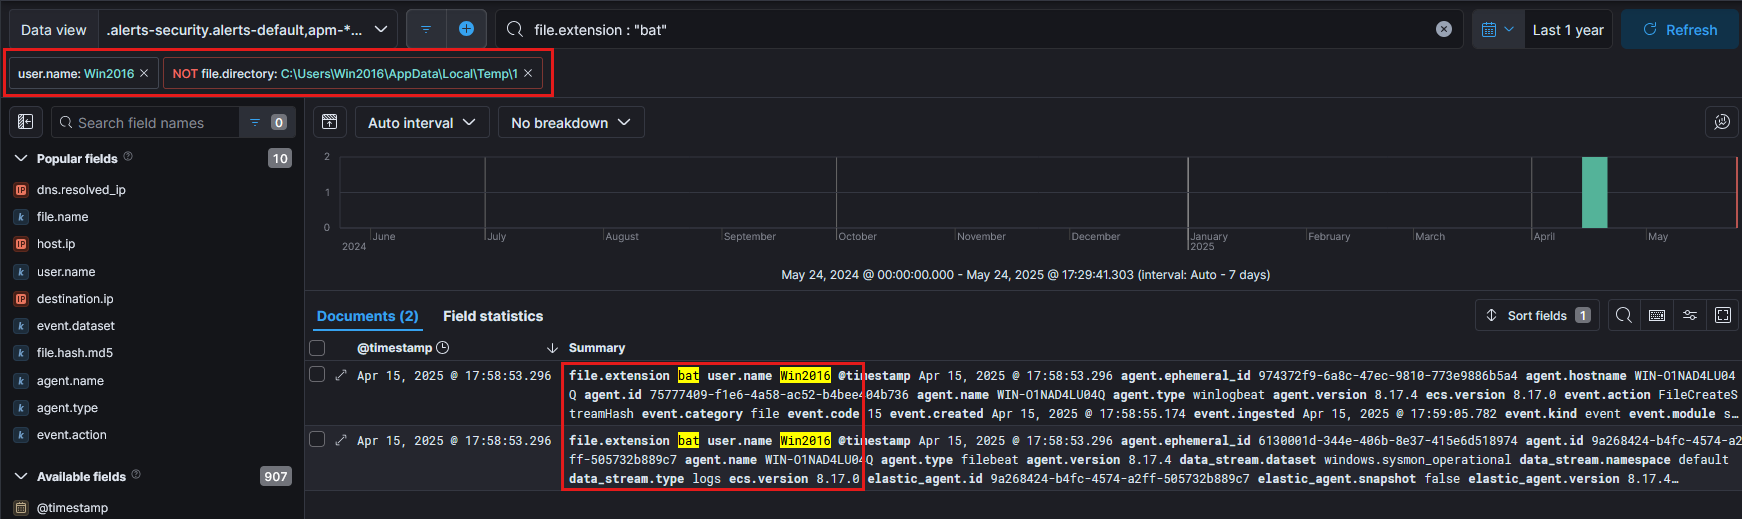 Data view .alerts-security.alerts-default,apm-*... file.extension : "bat" Last 1 year Refresh
user.name: Win2016 NOT file.directory: C:\Users\Win2016\AppData\Local\Temp\1
Search field names 0 Auto interval No breakdown
Popular fields 10
dns.resolved_ip
file.name
host.ip
user.name
destination.ip
event.dataset
file.hash.md5
agent.name
agent.type
event.action
Available fields 907
@timestamp
2
1
0
June July August September October November December January February March April May
2024 2025
May 24, 2024 @ 00:00:00.000 - May 24, 2025 @ 17:29:41.303 (interval: Auto - 7 days)
Documents (2) Field statistics Sort fields 1
@timestamp Summary
Apr 15, 2025 @ 17:58:53.296 file.extension bat user.name Win2016 @timestamp Apr 15, 2025 @ 17:58:53.296 agent.ephemeral_id 974372f9-6a8c-47ec-9810-773e9886b5a4 agent.hostname WIN-O1NAD4LU04
Q agent.id 75777409-f1e6-4a58-ac52-b4bee404b736 agent.name WIN-O1NAD4LU04Q agent.type winlogbeat agent.version 8.17.4 ecs.version 8.17.0 event.action FileCreateS
treamHash event.category file event.code 15 event.created Apr 15, 2025 @ 17:58:55.174 event.ingested Apr 15, 2025 @ 17:59:05.782 event.kind event event.module s…
Apr 15, 2025 @ 17:58:53.296 file.extension bat user.name Win2016 @timestamp Apr 15, 2025 @ 17:58:53.296 agent.ephemeral_id 6130001d-344e-406b-8e37-415e6d518974 agent.id 9a268424-b4fc-4574-a2
ff-505732b889c7 agent.name WIN-O1NAD4LU04Q agent.type filebeat agent.version 8.17.4 data_stream.dataset windows.sysmon_operational data_stream.namespace default
data_stream.type logs ecs.version 8.17.0 elastic_agent.id 9a268424-b4fc-4574-a2ff-505732b889c7 elastic_agent.snapshot false elastic_agent.version 8.17.4…